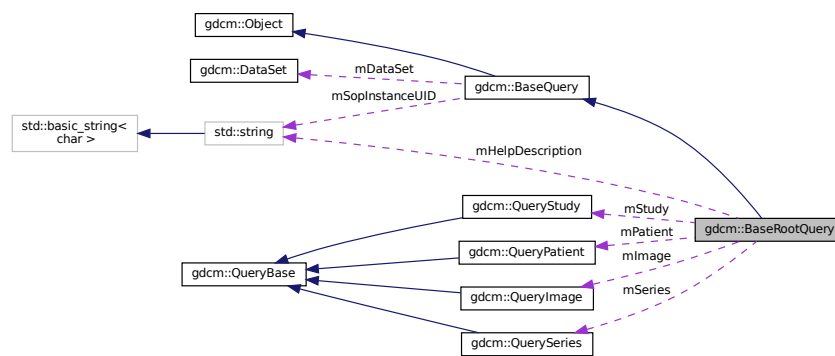 gdcm::Object
gdcm::DataSet
mDataSet
gdcm::BaseQuery
mSopInstanceUID
std::basic_string<
char >
std::string
mHelpDescription
gdcm::QueryStudy
mStudy
gdcm::BaseRootQuery
mPatient
gdcm::QueryPatient
mImage
gdcm::QueryBase
gdcm::QueryImage
mSeries
gdcm::QuerySeries